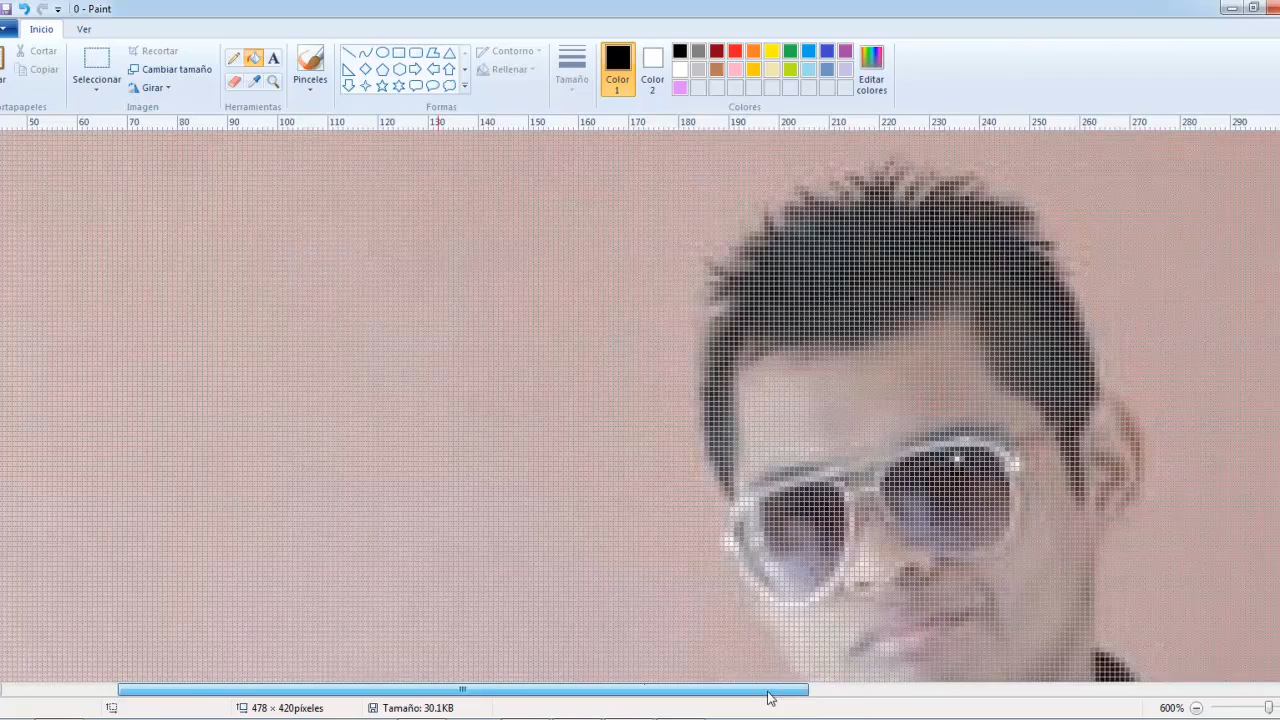 0 - Paint
Inicio Ver
Cortar
Copiar
Seleccionar
Recortar
Cambiar tamaño
Girar
A
Pinceles
Contorno
Rellenar
Tamaño
Color 1
Color 2
Editar colores
ortapapeles Imagen Herramientas Formas Colores
50 60 70 80 90 100 110 120 130 140 150 160 170 180 190 200 210 220 230 240 250 260 270 280 290
478 × 420píxeles Tamaño: 30.1KB 600%